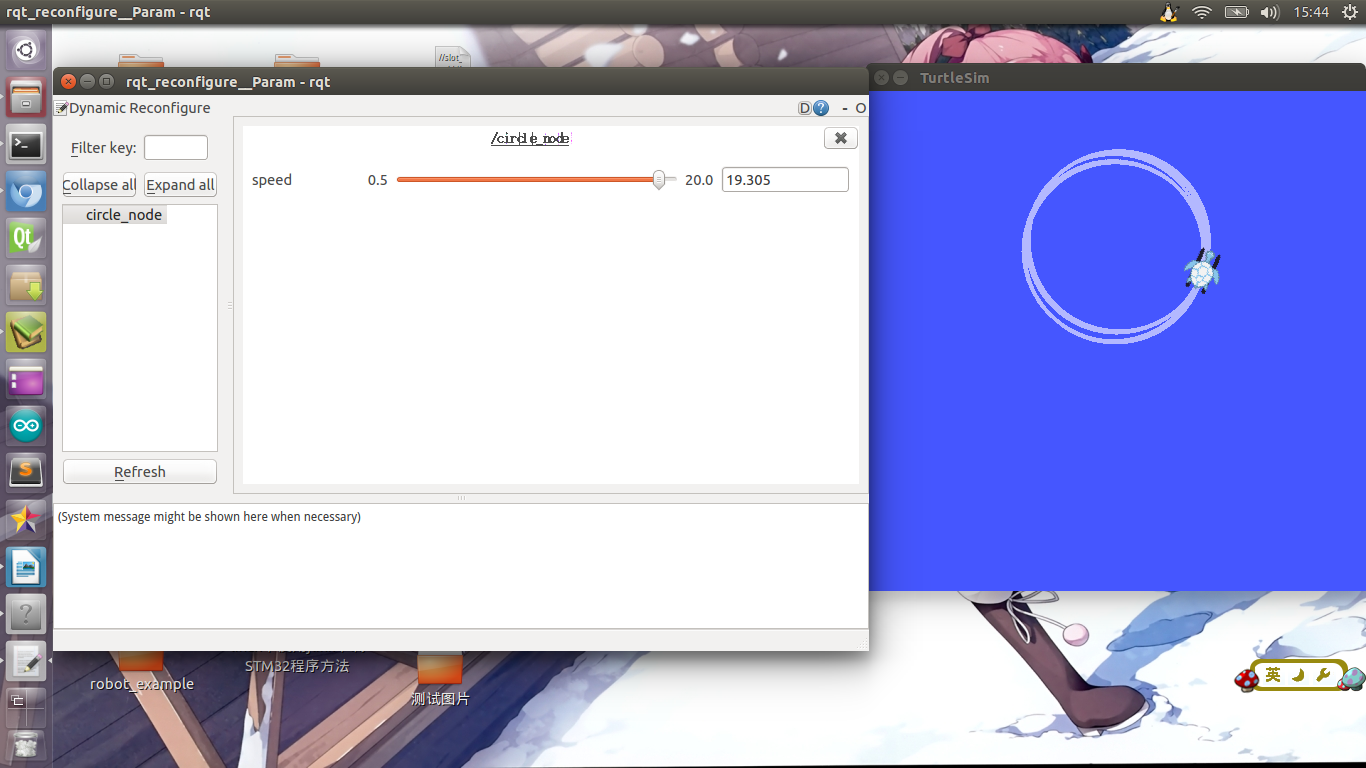 rqt_reconfigure__Param - rqt
15:44
//slot_
rqt_reconfigure__Param - rqt
TurtleSim
Dynamic Reconfigure
D
?
- O
Filter key:
/circle_node
speed
0.5
20.0
19.305
Collapse all
Expand all
circle_node
Qt
Refresh
(System message might be shown here when necessary)
S
?
STM32程序方法
robot_example
测试图片
英